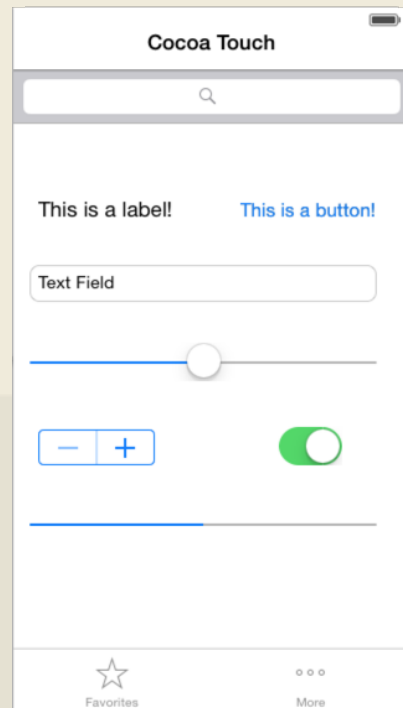 Cocoa Touch
This is a label! This is a button!
Text Field
Favorites More